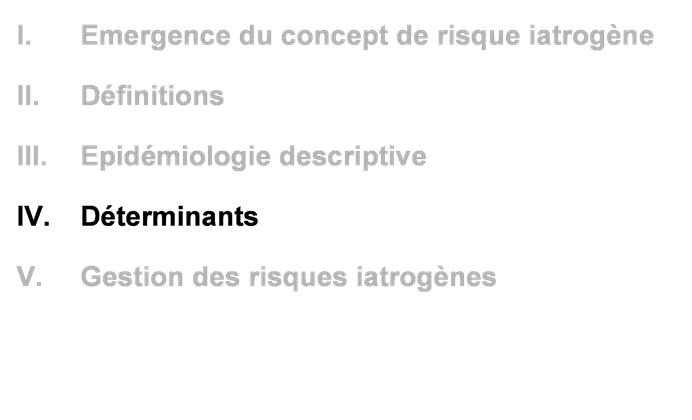 I. Emergence du concept de risque iatrogène
II. Définitions
III. Epidémiologie descriptive
IV. Déterminants
V. Gestion des risques iatrogènes